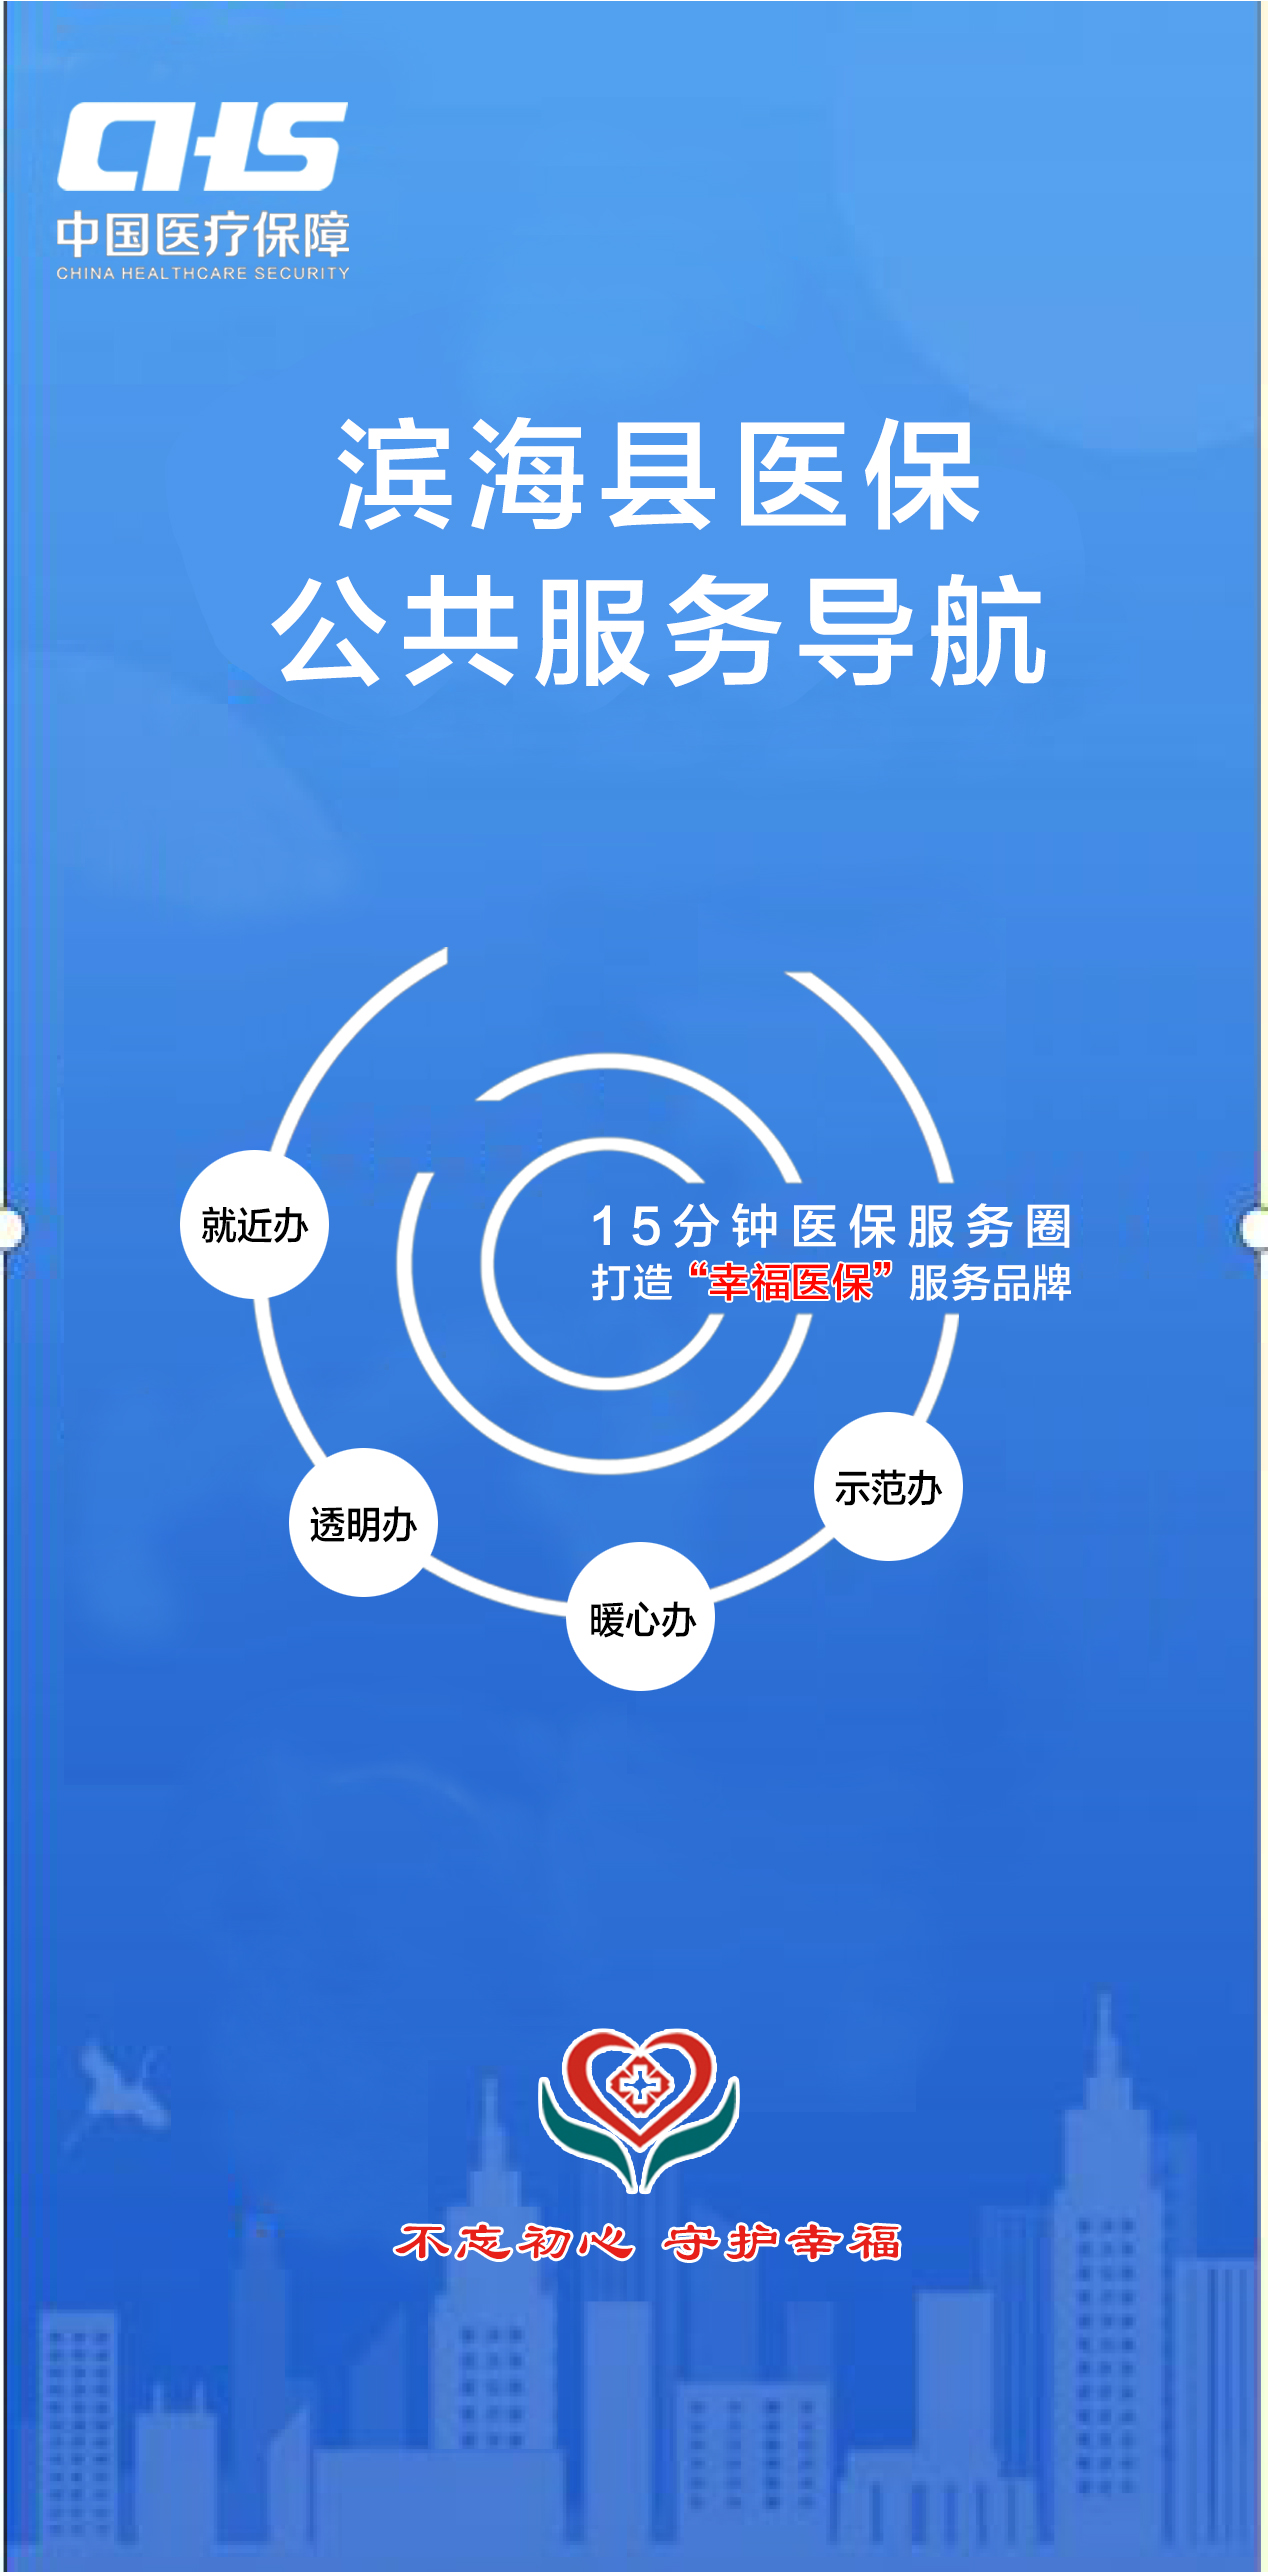 CHS
中国医疗保障
CHINA HEALTHCARE SECURITY
滨海县医保
公共服务导航
15分钟医保服务圈
打造“幸福医保”服务品牌
就近办
透明办
暖心办
示范办
不忘初心 守护幸福